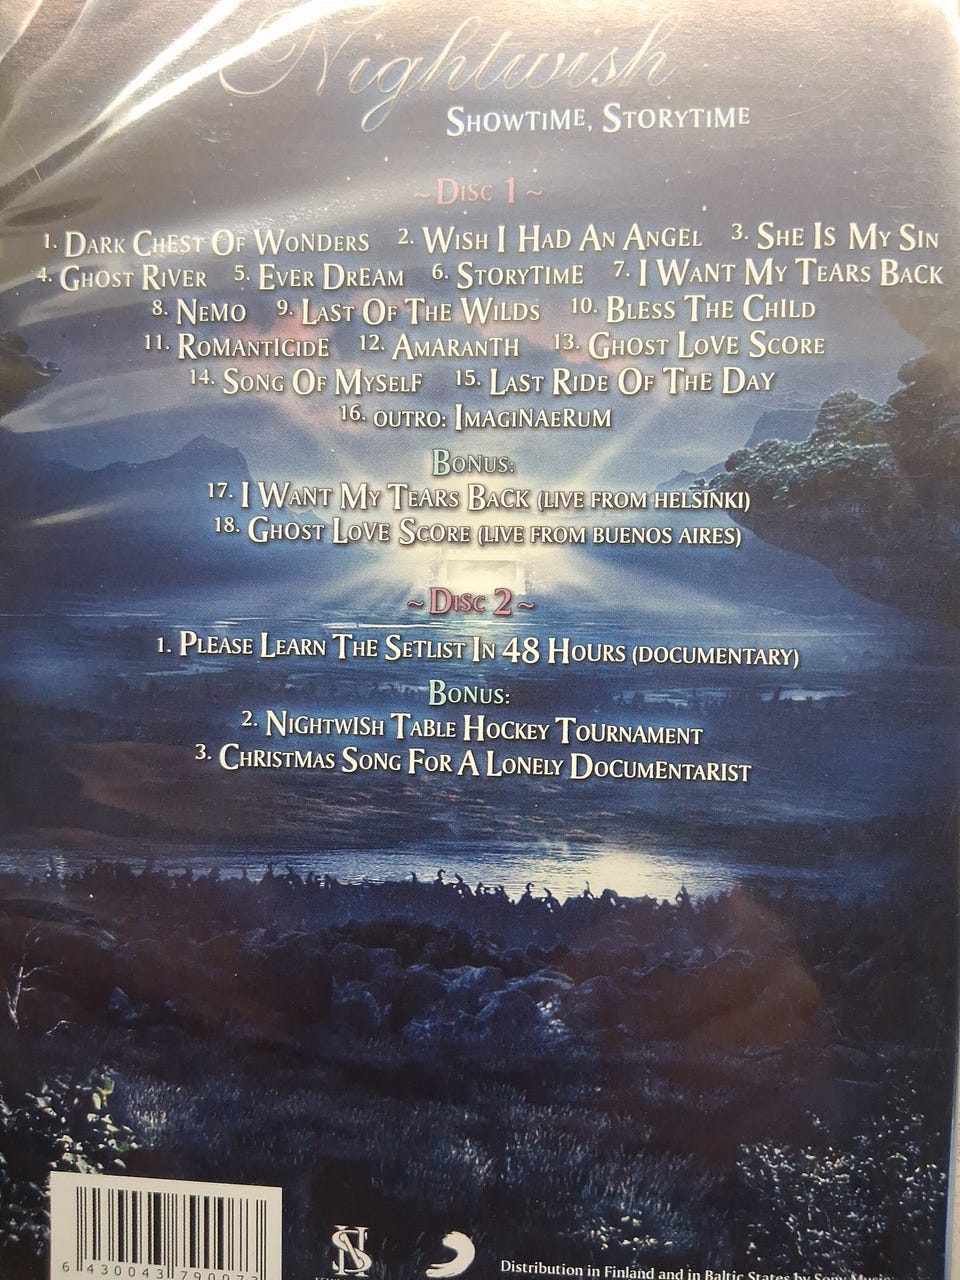 Nightwish
SHOWTIME, STORYTIME
~ DISC 1 ~
1. DARK CHEST OF WONDERS 2. WISH I HAD AN ANGEL 3. SHE IS MY SIN
4. GHOST RIVER 5. EVER DREAM 6. STORYTIME 7. I WANT MY TEARS BACK
8. NEMO 9. LAST OF THE WILDS 10. BLESS THE CHILD
11. ROMANTICIDE 12. AMARANTH 13. GHOST LOVE SCORE
14. SONG OF MYSELF 15. LAST RIDE OF THE DAY
16. OUTRO: IMAGINAERUM
BONUS:
17. I WANT MY TEARS BACK (LIVE FROM HELSINKI)
18. GHOST LOVE SCORE (LIVE FROM BUENOS AIRES)
~ DISC 2 ~
1. PLEASE LEARN THE SETLIST IN 48 HOURS (DOCUMENTARY)
BONUS:
2. NIGHTWISH TABLE HOCKEY TOURNAMENT
3. CHRISTMAS SONG FOR A LONELY DOCUMENTARIST
6 430043 790073
Distribution in Finland and in Baltic States by Sony Music